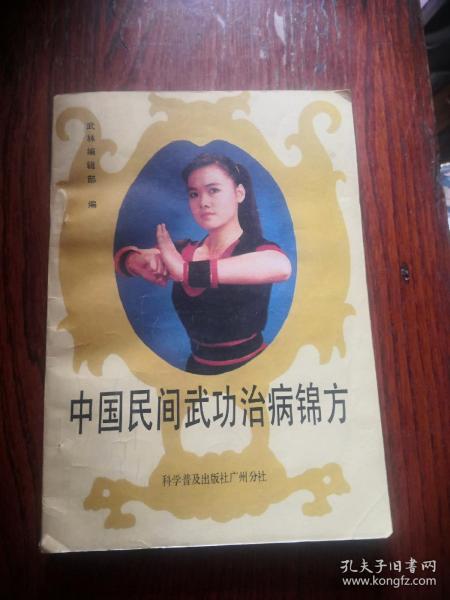 武林编辑部 编
中国民间武功治病锦方
科学普及出版社广州分社
孔夫子旧书网
www.kongfz.com